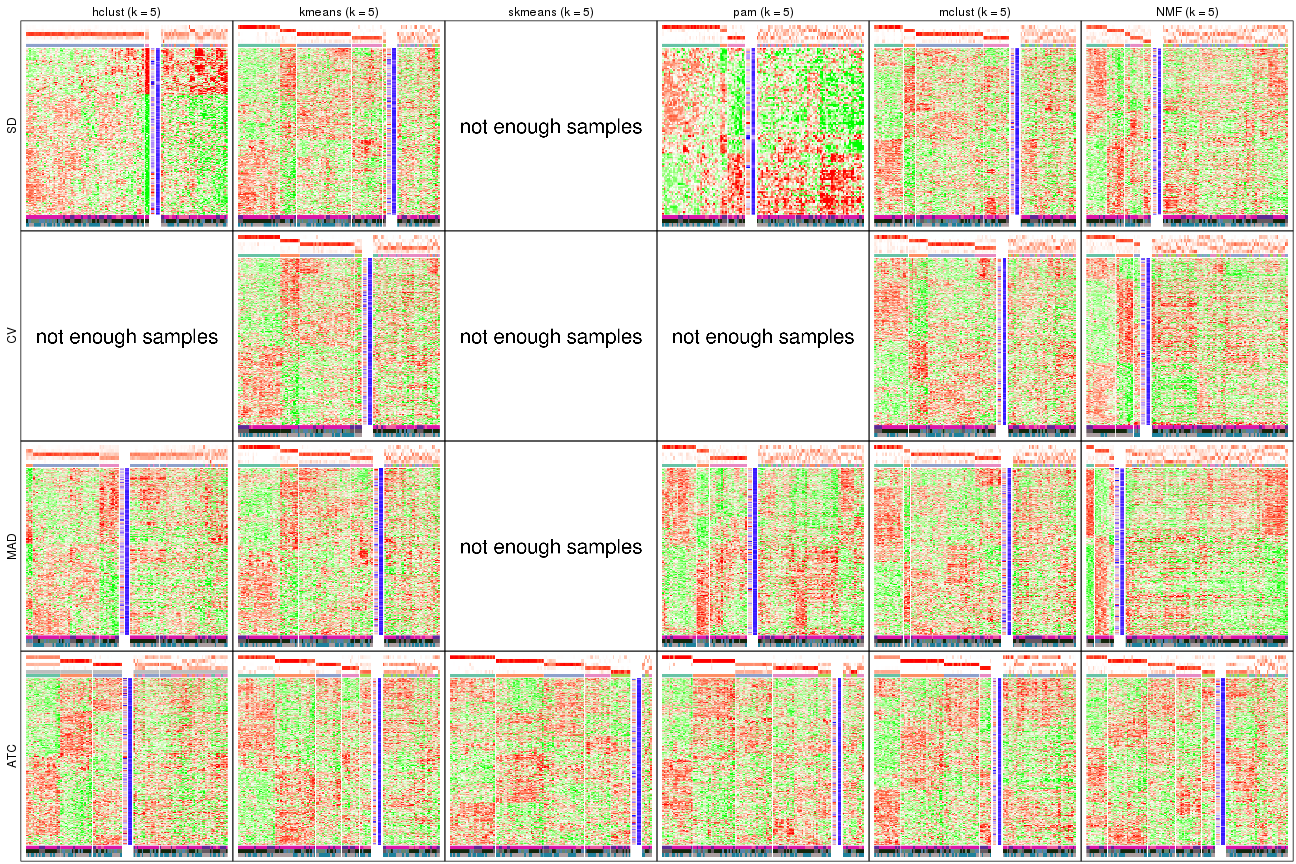 hclust (k = 5)
kmeans (k = 5)
skmeans (k = 5)
pam (k = 5)
mclust (k = 5)
NMF (k = 5)
SD
not enough samples
CV
not enough samples
not enough samples
not enough samples
MAD
not enough samples
ATC